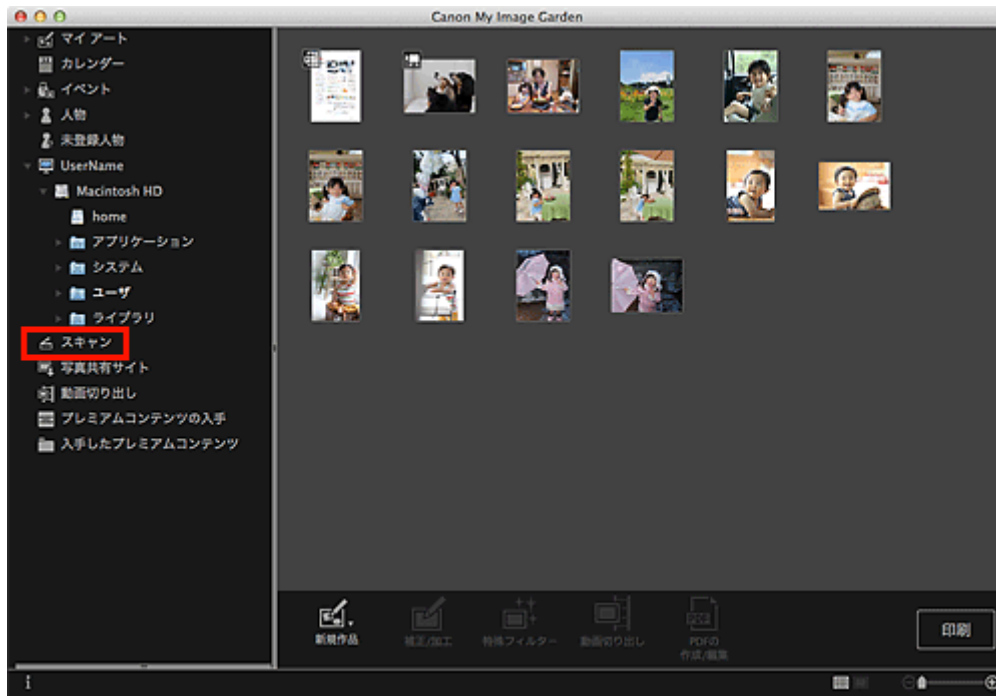 Canon My Image Garden
マイ アート
カレンダー
イベント
人物
未登録人物
UserName
Macintosh HD
home
アプリケーション
システム
ユーザ
ライブラリ
スキャン
写真共有サイト
動画切り出し
プレミアムコンテンツの入手
入手したプレミアムコンテンツ
新規作品
補正/加工
特殊フィルター
動画切り出し
PDFの
作成/編集
印刷